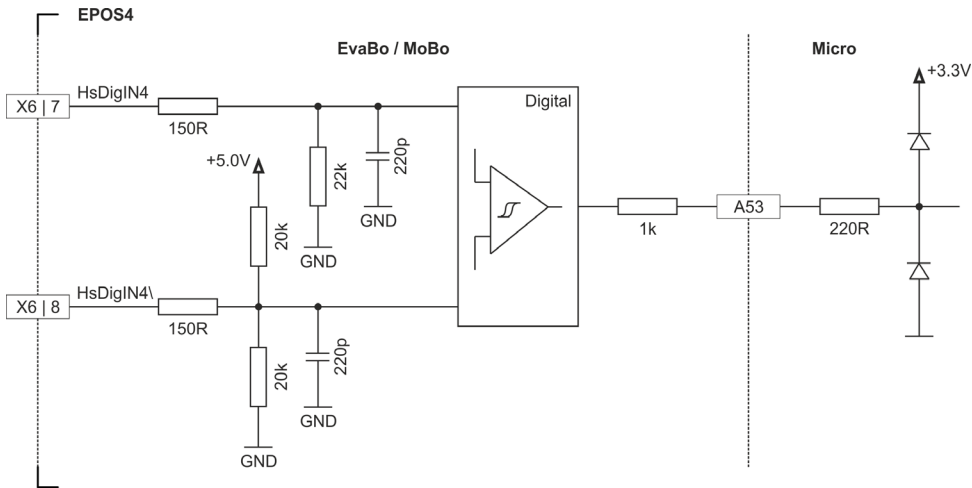 EPOS4
EvaBo / MoBo
Micro
X6 | 7
HsDigIN4
150R
22k
220p
GND
GND
Digital
+3.3V
+5.0V
20k
1k
A53
220R
X6 | 8
HsDigIN4\
150R
20k
220p
GND
GND